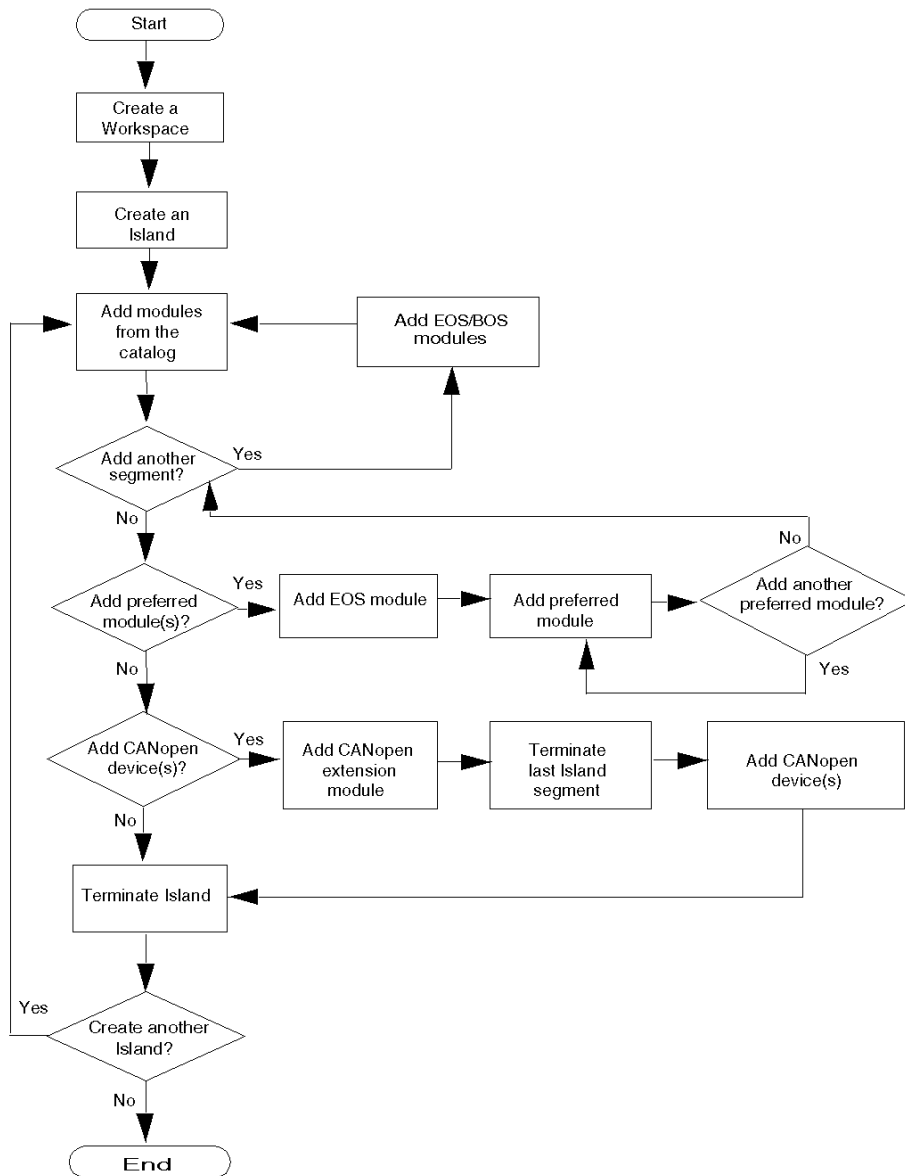 Start
Create a
Workspace
Create an
Island
Add modules
from the
catalog
Add EOS/BOS
modules
Add another
segment?
Yes
No
No
Add preferred
module(s)?
Yes
Add EOS module
Add preferred
module
Add another
preferred module?
Yes
No
Add CANopen
device(s)?
Yes
Add CANopen
extension
module
Terminate
last Island
segment
Add CANopen
device(s)
No
Terminate Island
Yes
Create another
Island?
No
End